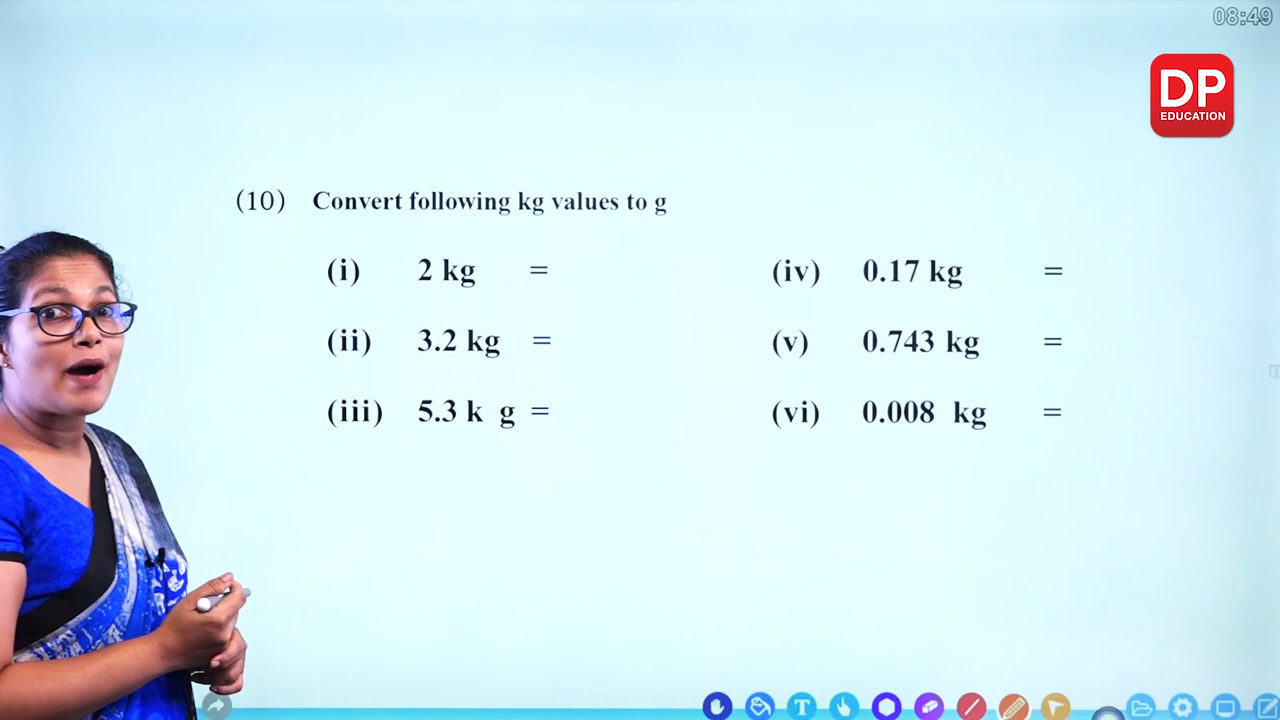 08:49
DP
EDUCATION
(10) Convert following kg values to g
(i) 2 kg =
(iv) 0.17 kg =
(ii) 3.2 kg =
(v) 0.743 kg =
(iii) 5.3 k g =
(vi) 0.008 kg =
T